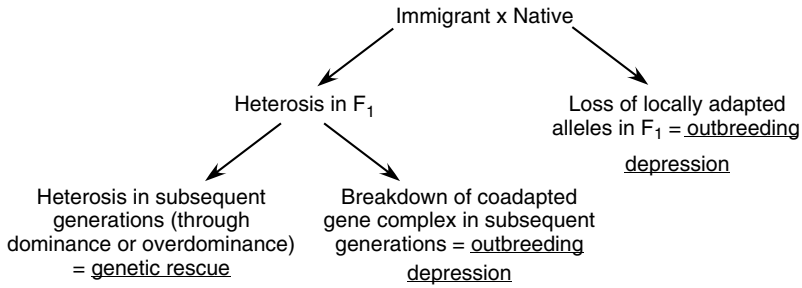 Immigrant x Native
Heterosis in F1
Loss of locally adapted
alleles in F1 = outbreeding
depression
Heterosis in subsequent
generations (through
dominance or overdominance)
= genetic rescue
Breakdown of coadapted
gene complex in subsequent
generations = outbreeding
depression